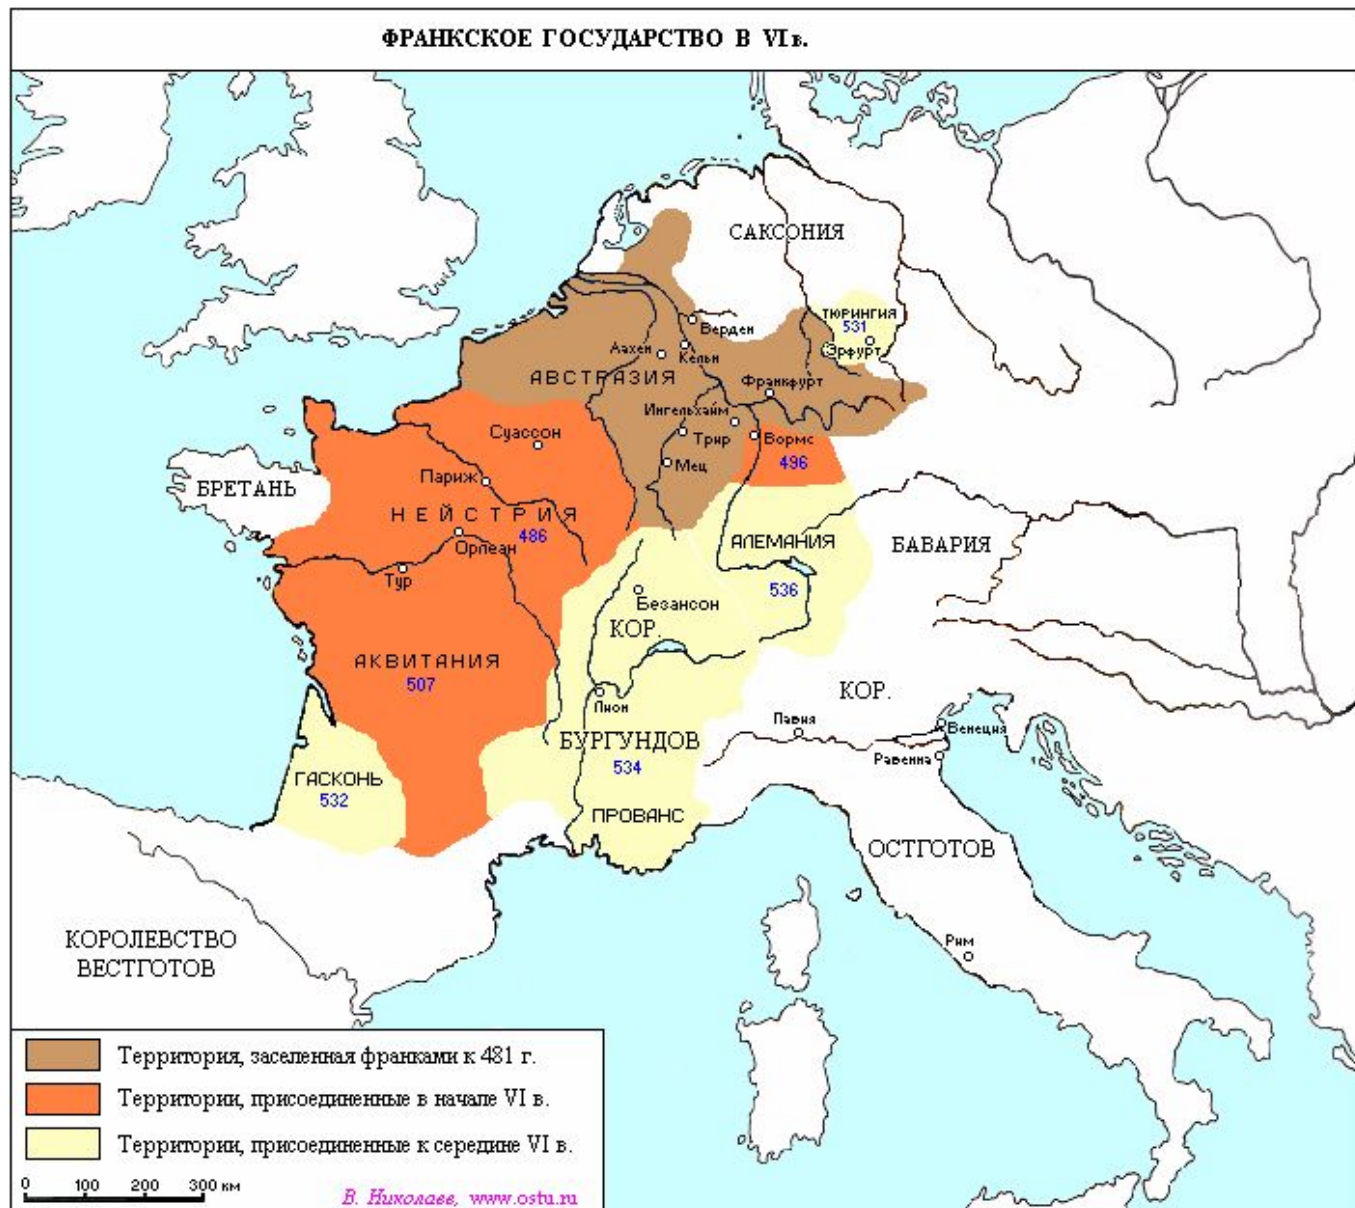 ФРАНКСКОЕ ГОСУДАРСТВО В VI в.
САКСОНИЯ
ТЮРИНГИЯ
531
Эрфурт
Верден
Аахен
Кельн
АВСТРАЗИЯ
Франкфурт
Ингельхайм
Суассон
Трир
Вормс
496
Мец
Париж
БРЕТАНЬ
НЕЙСТРИЯ
486
Орлеан
АЛЕМАНИЯ
БАВАРИЯ
Тур
536
Безансон
КОР.
АКВИТАНИЯ
507
КОР.
Лион
Павия
Венеция
БУРГУНДОВ
534
Равенна
ГАСКОНЬ
532
ПРОВАНС
ОСТГОТОВ
КОРОЛЕВСТВО
ВЕСТГОТОВ
Рим
Территория, заселенная франками к 481 г.
Территории, присоединенные в начале VI в.
Территории, присоединенные к середине VI в.
0 100 200 300 км
В. Николаев, www.ostu.ru